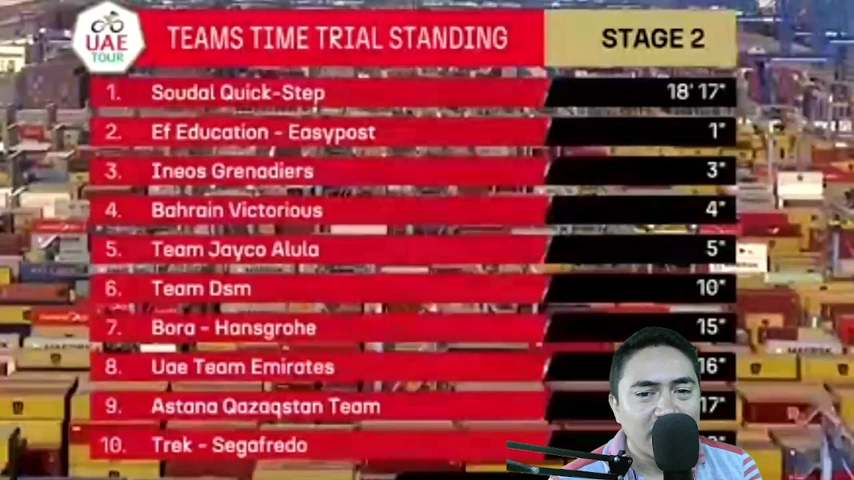 UAE
TOUR
TEAMS TIME TRIAL STANDING STAGE 2
1. Soudal Quick-Step 18' 17"
2. Ef Education - Easypost 1"
3. Ineos Grenadiers 3"
4. Bahrain Victorious 4"
5. Team Jayco Alula 5"
6. Team Dsm 10"
7. Bora - Hansgrohe 15"
8. Uae Team Emirates 16"
9. Astana Qazaqstan Team 17"
10. Trek - Segafredo